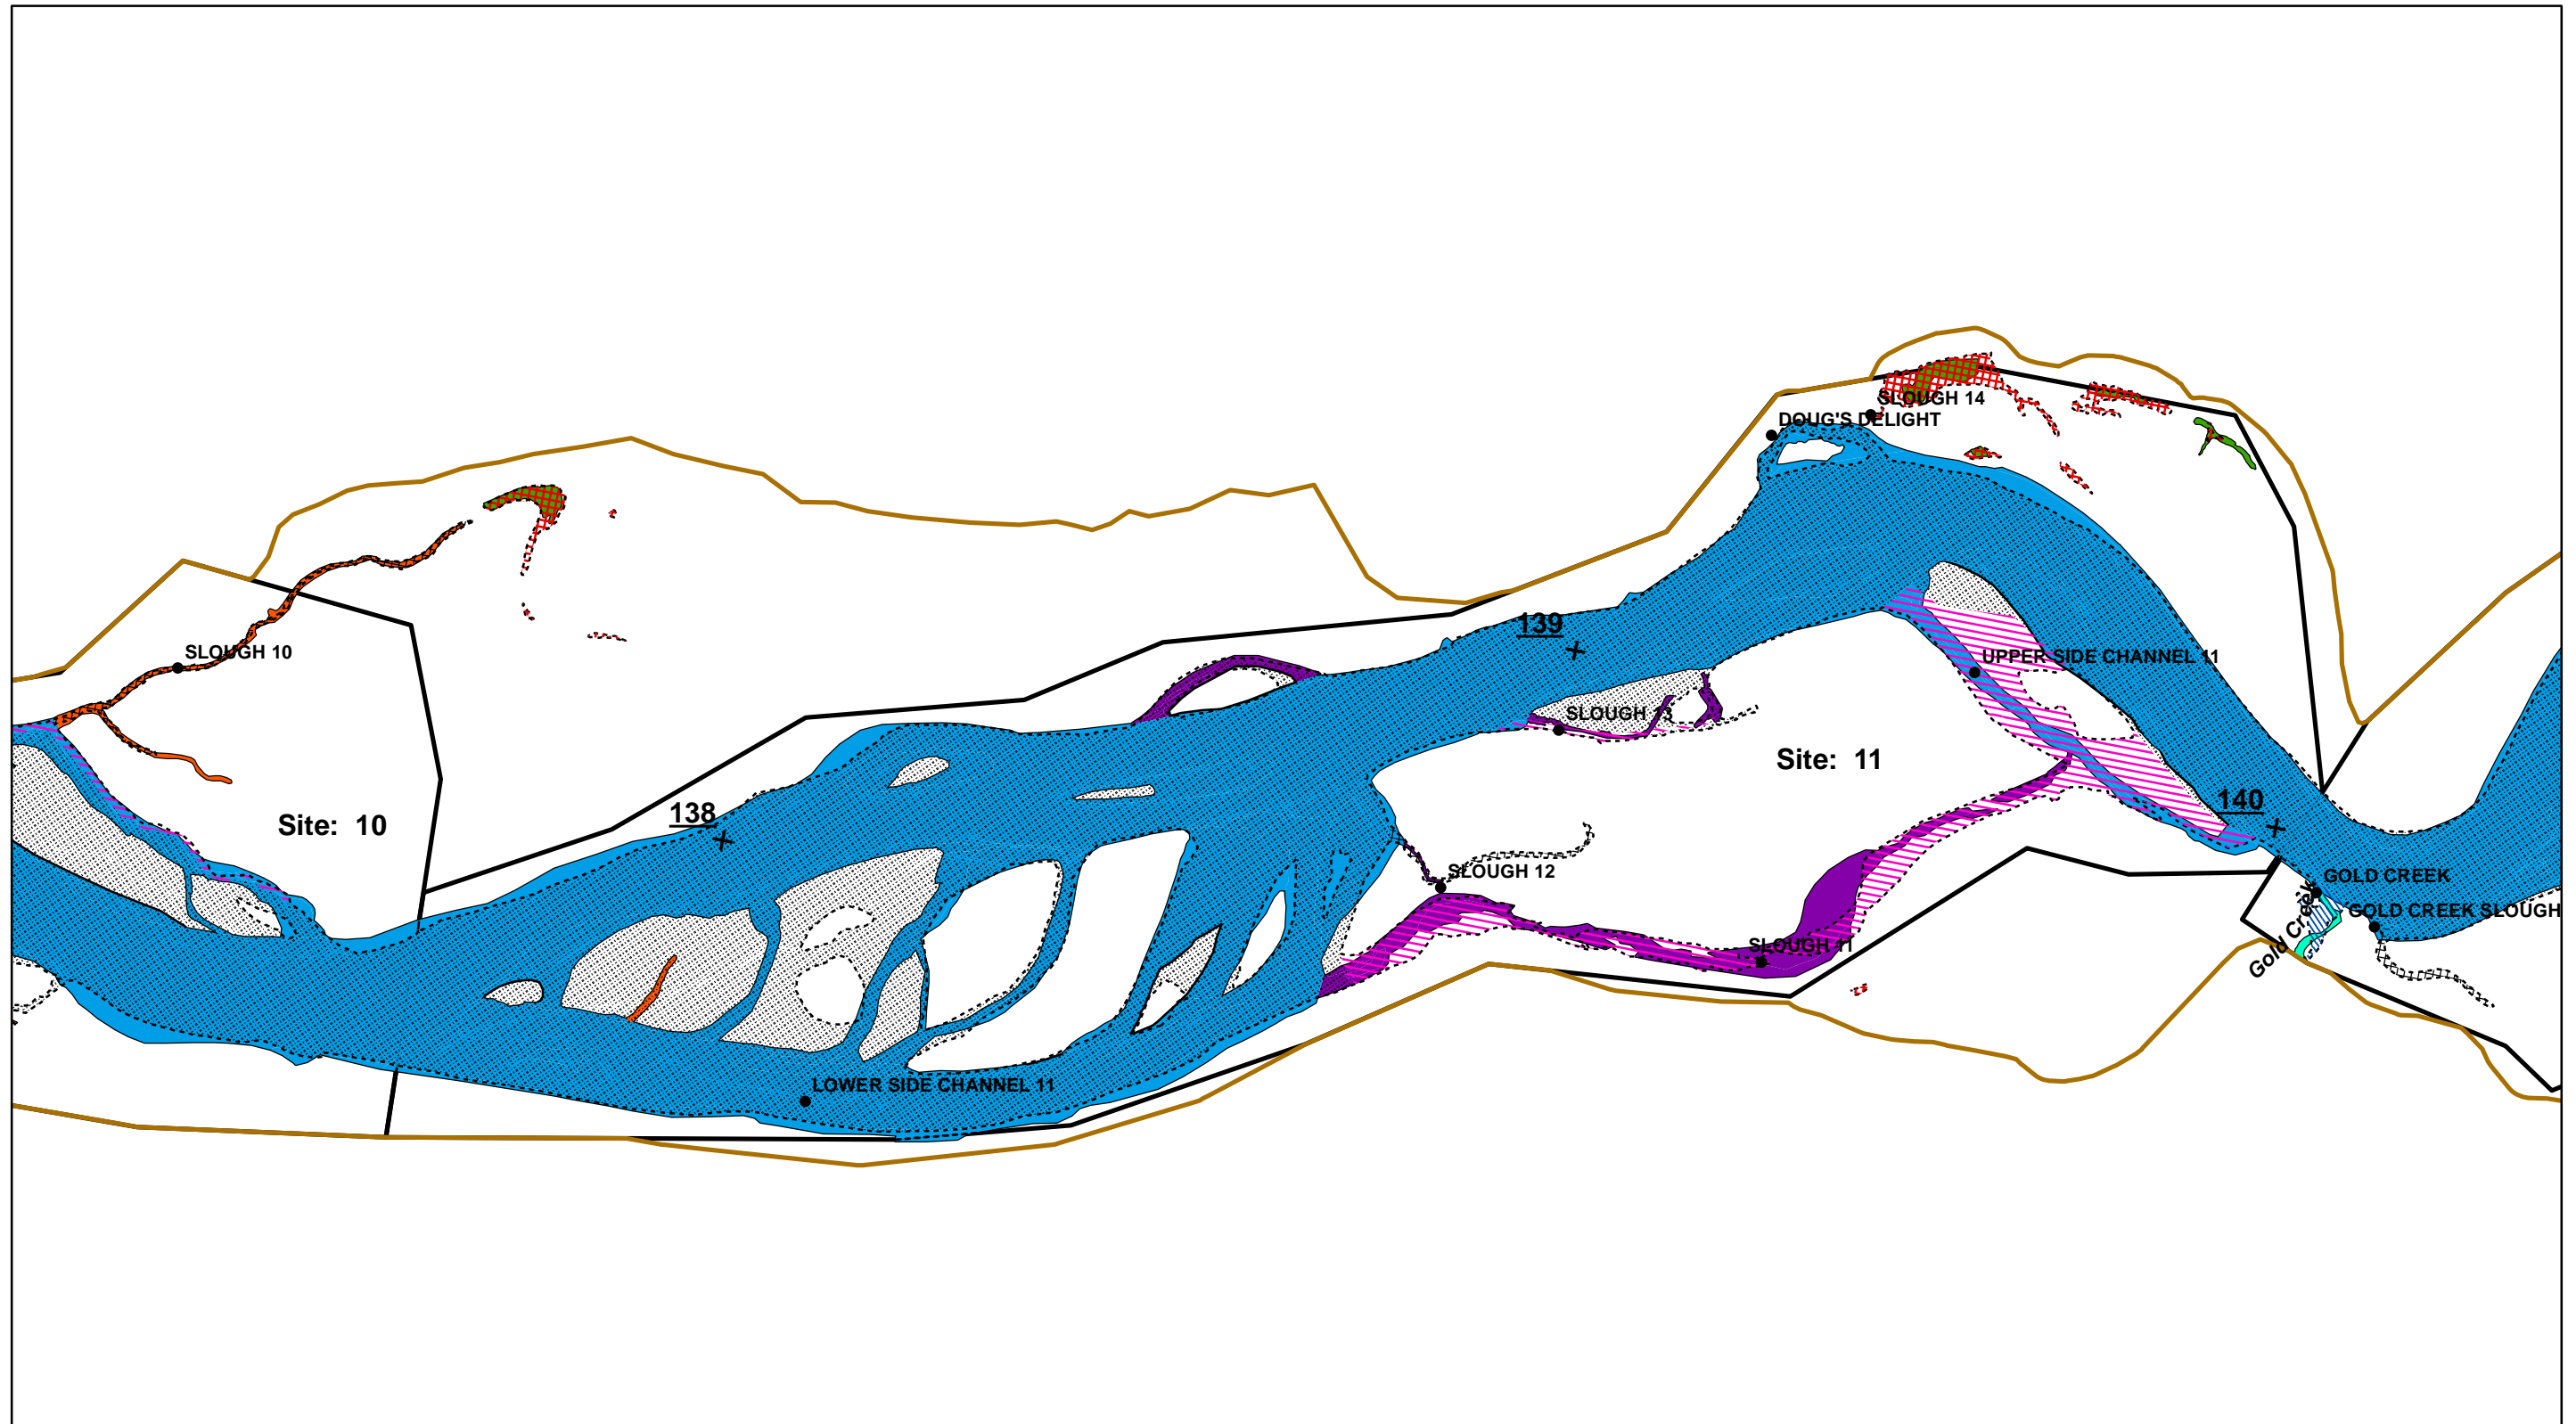 SLOUGH 14
DOUG'S DELIGHT
139
SLOUGH 10
UPPER SIDE CHANNEL 11
SLOUGH 13
Site: 11
140
138
Site: 10
SLOUGH 12
GOLD CREEK
GOLD CREEK SLOUGH
Gold Creek
SLOUGH 11
LOWER SIDE CHANNEL 11